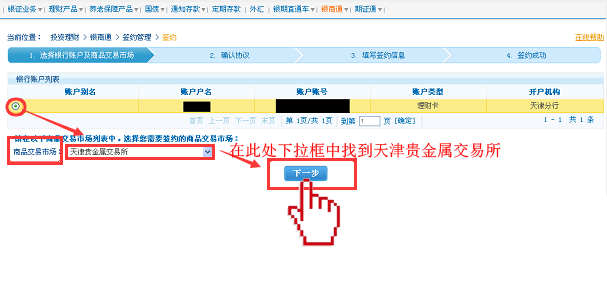 银证业务 | 理财产品 | 养老保障产品 | 国债 | 通知存款 | 定期存款 | 外汇 | 银期直通车 | 银商通 | 期证通 |
当前位置： 投资理财 > 银商通 > 签约管理 > 签约 在线帮助
1. 选择银行账户及商品交易市场 2. 确认协议 3. 填写签约信息 4. 签约成功
银行账户列表
账户别名 账户户名 账户账号 账户类型 开户机构
理财卡 天津分行
首页 上一页 下一页 末页 第 1页/共 1 页 到第 1 页 [确定] 1 - 1 共 1 条
请在以下商品交易市场列表中，选择您需要签约的商品交易市场：
商品交易市场： 天津贵金属交易所 在此处下拉框中找到天津贵金属交易所
下一步